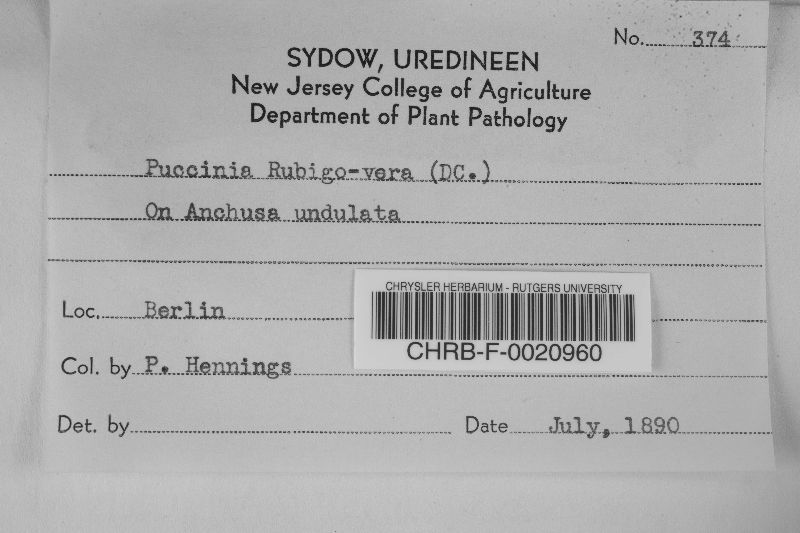 No. 374
SYDOW, UREDINEEN
New Jersey College of Agriculture
Department of Plant Pathology
Puccinia Rubigo-vera (DC.)
On Anchusa undulata
Loc. Berlin
CHRYSLER HERBARIUM - RUTGERS UNIVERSITY
CHRB-F-0020960
Col. by P. Hennings
Det. by
Date July, 1890